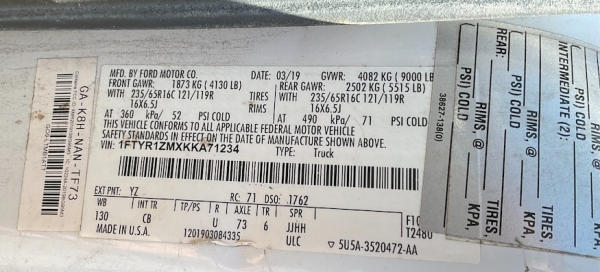 MFD. BY FORD MOTOR CO.
03/19 GVWR: 4082 KG ( 9000 LB
FRONT GAWR: 1873 KG ( 4130 LB)
REAR GAWR: 2502 KG ( 5515 LB)
WITH 235/65R16C 121/119R TIRES
WITH 235/65R16C 121/119R
16X6.5J RIMS
16X6.5J
AT 360 kPa/ 52 PSI COLD
AT 490 kPa/ 71 PSI COLD
THIS VEHICLE CONFORMS TO ALL APPLICABLE FEDERAL MOTOR VEHICLE
SAFETY STANDARDS IN EFFECT ON THE DATE OF MANUFACTURE SHOWN ABOVE.
VIN: 1FTYR1ZMXKKA71234
TYPE: Truck
EXT PNT: YZ RC: 71 DSO: 1762
WB INT TR TP/PS R AXLE TR SPR
130 CB U 73 6 JJHH
MADE IN U.S.A. 1201903084335 ULC
T2480
▽ 5U5A-3520472-AA
GA-K8H-NAN-TF73
38627-138(0)
REAR:
RIMS, @
PSI) COLD
INTERMEDIATE (2):
RIMS, @
PSI) COLD
TIRES,
KPA,
TIRES,
KPA,